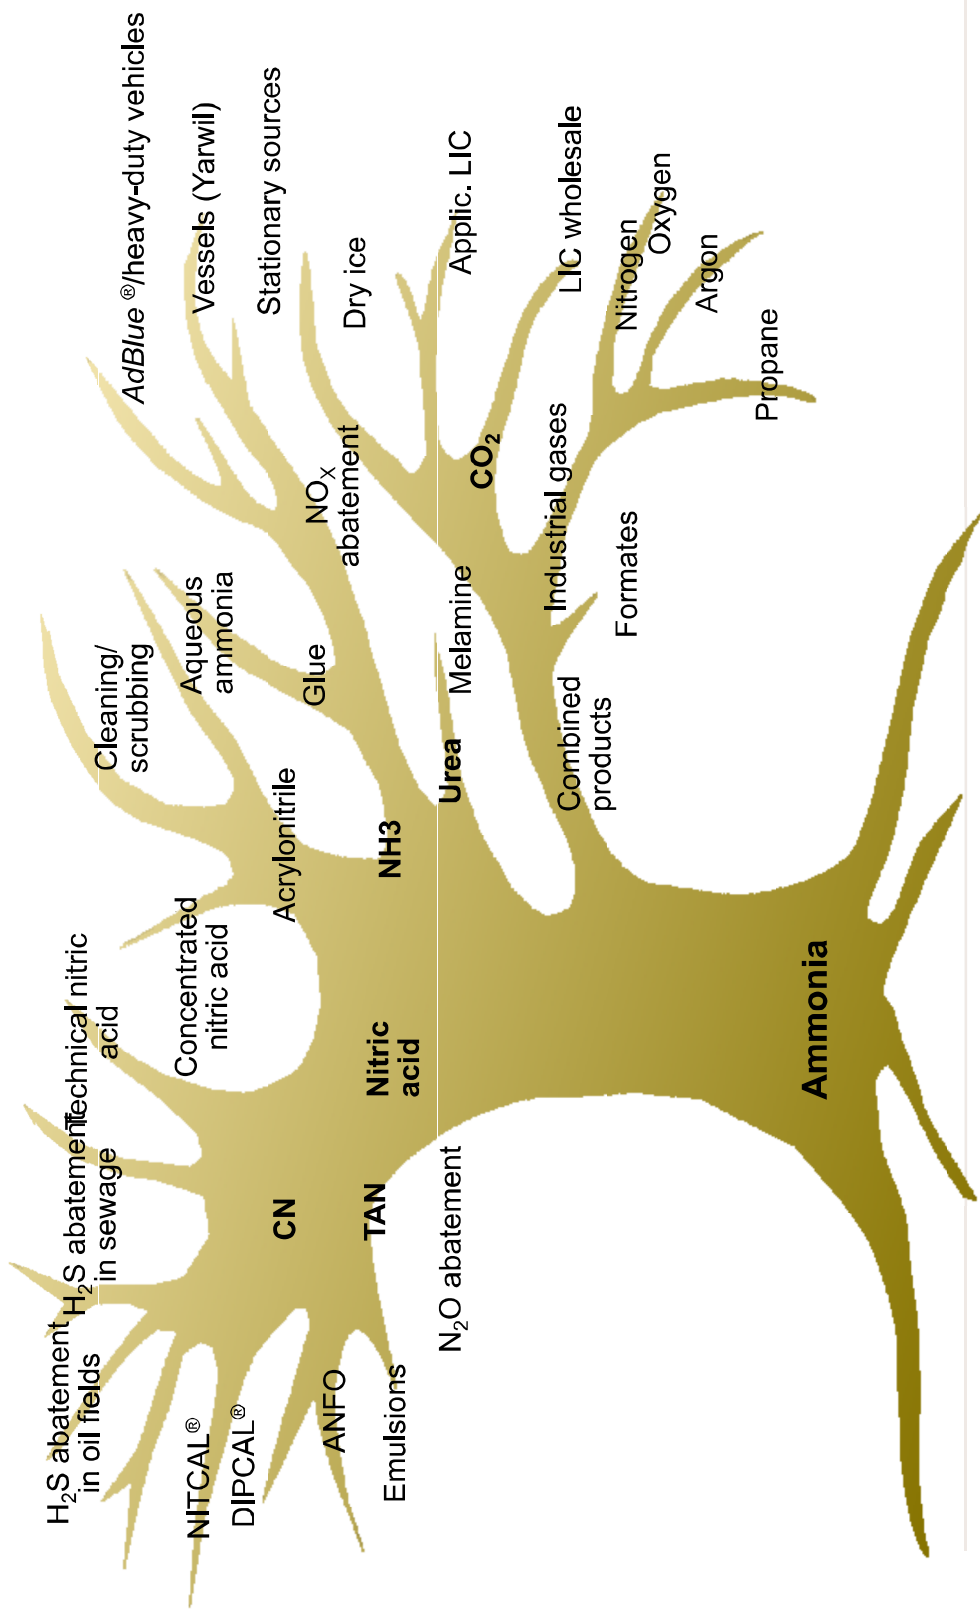 H₂S abatement
in oil fields
H₂S abatement
in sewage
Technical nitric
acid
Concentrated
nitric acid
Cleaning/
scrubbing
Aqueous
ammonia
AdBlue ®/heavy-duty vehicles
Vessels (Yarwil)
Stationary sources
NITCAL®
DIPCAL®
CN
Acrylonitrile
Glue
NOX
abatement
Dry ice
ANFO
Emulsions
TAN
Nitric
acid
NH3
N₂O abatement
Urea
Melamine
CO₂
Applic. LIC
LIC wholesale
Combined
products
Industrial gases
Formates
Nitrogen
Oxygen
Argon
Propane
Ammonia